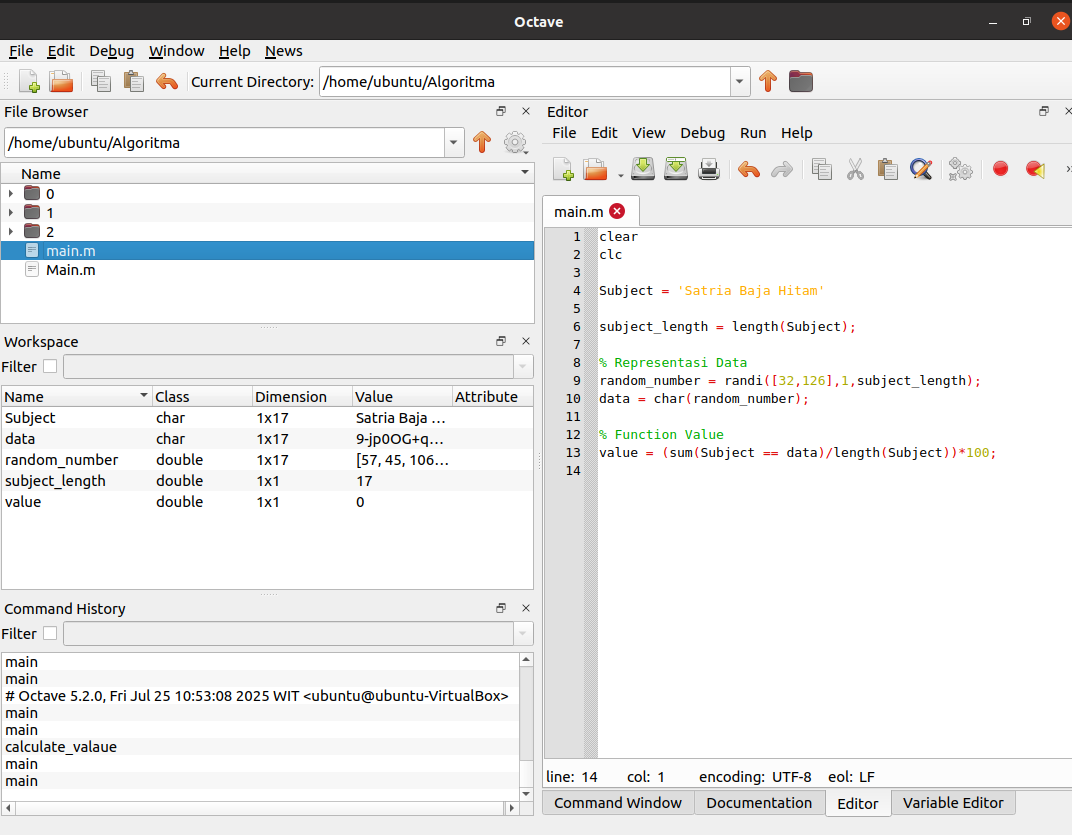 Octave
File Edit Debug Window Help News
Current Directory: /home/ubuntu/Algoritma
File Browser
/home/ubuntu/Algoritma
Name
0
1
2
main.m
Main.m
Workspace
Filter
Name Class Dimension Value Attribute
Subject char 1x17 Satria Baja ...
data char 1x17 9-jp0OG+q...
random_number double 1x17 [57, 45, 106...
subject_length double 1x1 17
value double 1x1 0
Command History
Filter
main
main
# Octave 5.2.0, Fri Jul 25 10:53:08 2025 WIT <ubuntu@ubuntu-VirtualBox>
main
main
calculate_valaue
main
main
Editor
File Edit View Debug Run Help
main.m
1 clear
2 clc
3
4 Subject = 'Satria Baja Hitam'
5
6 subject_length = length(Subject);
7
8 % Representasi Data
9 random_number = randi([32,126],1,subject_length);
10 data = char(random_number);
11
12 % Function Value
13 value = (sum(Subject == data)/length(Subject))*100;
14
line: 14 col: 1 encoding: UTF-8 eol: LF
Command Window Documentation Editor Variable Editor